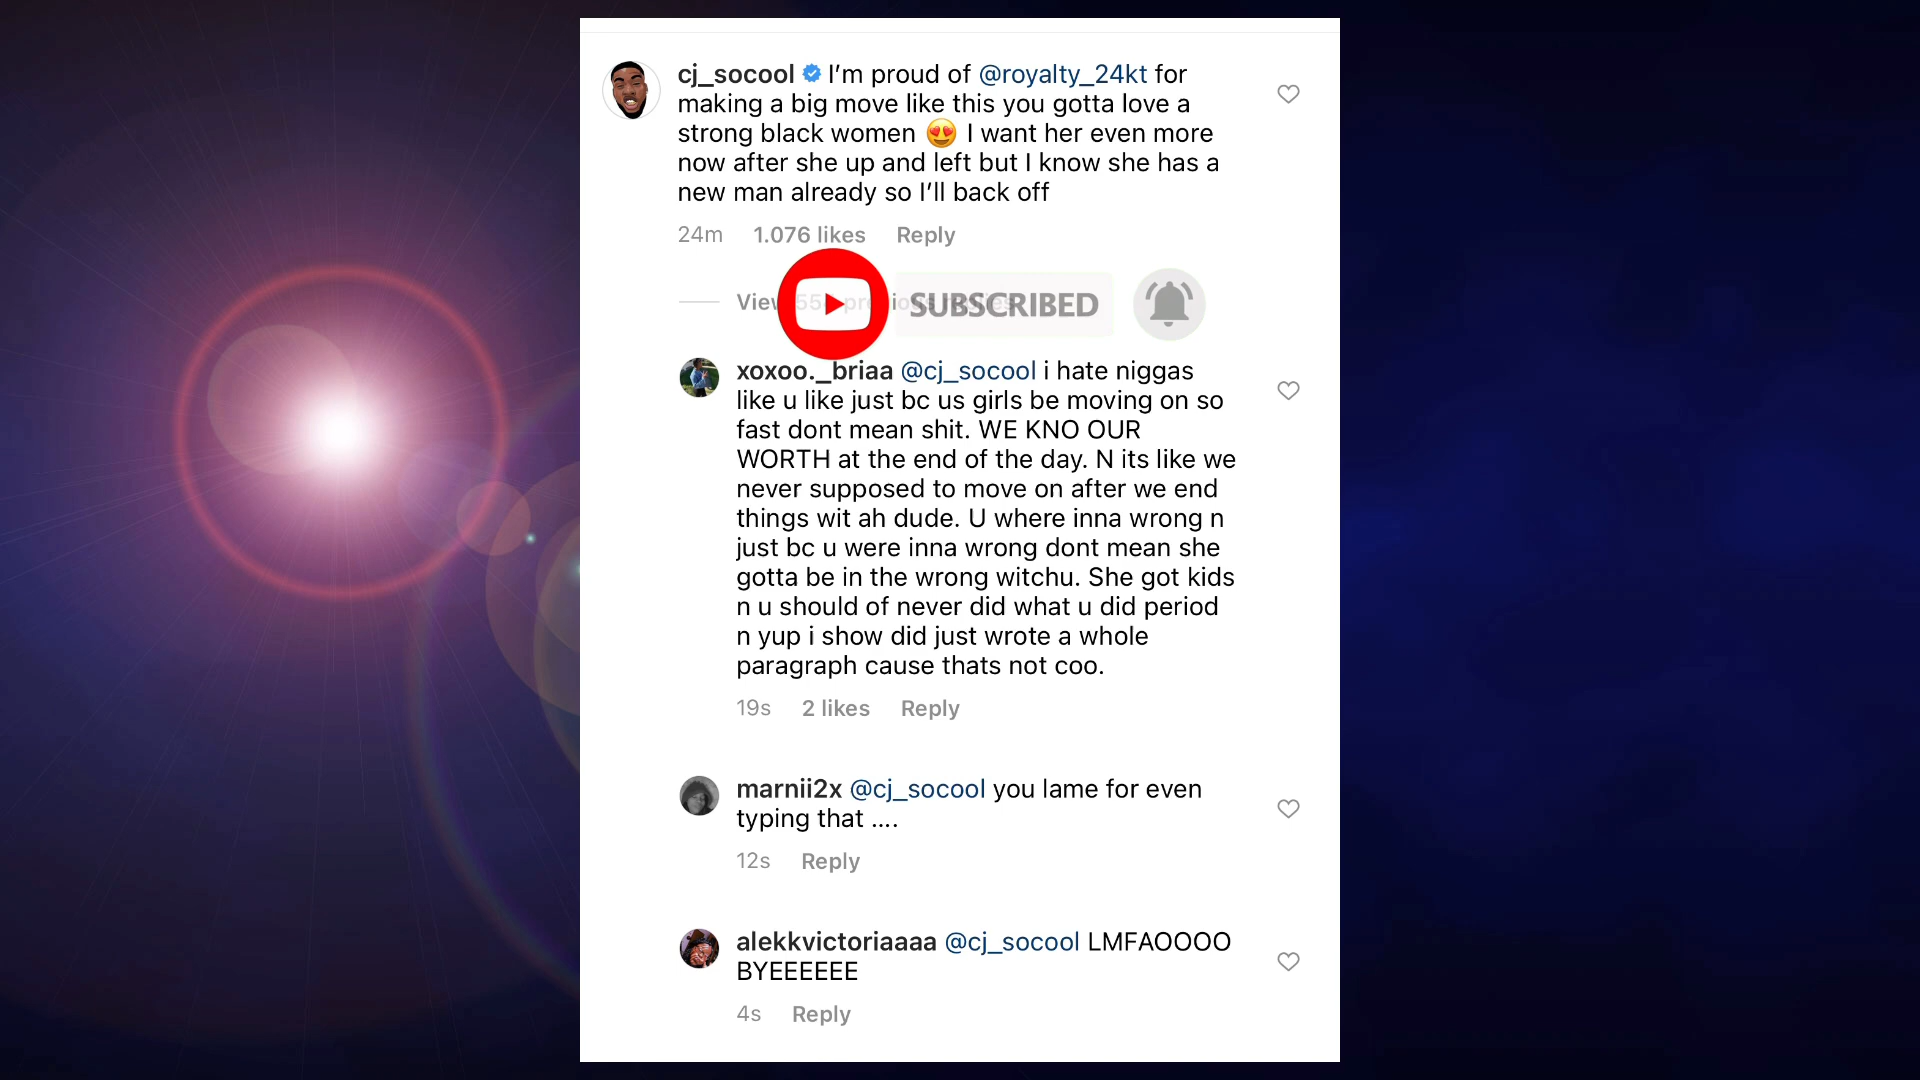 cj_socool I’m proud of @royalty_24kt for
making a big move like this you gotta love a
strong black women 😍 I want her even more
now after she up and left but I know she has a
new man already so I’ll back off
24m 1.076 likes Reply
SUBSCRIBED
xoxoo._briaa @cj_socool i hate niggas
like u like just bc us girls be moving on so
fast dont mean shit. WE KNO OUR
WORTH at the end of the day. N its like we
never supposed to move on after we end
things wit ah dude. U where inna wrong n
just bc u were inna wrong dont mean she
gotta be in the wrong witchu. She got kids
n u should of never did what u did period
n yup i show did just wrote a whole
paragraph cause thats not coo.
19s 2 likes Reply
marnii2x @cj_socool you lame for even
typing that ....
12s Reply
alekkvictoriaaaa @cj_socool LMFAOOOO
BYEEEEEE
4s Reply